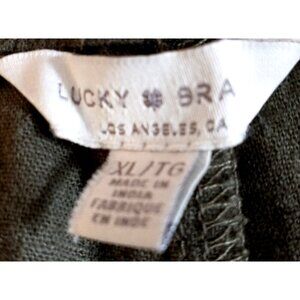 LUCKY BRA
LOS ANGELES, CA
XL/TG
MADE IN
INDIA
FABRIQUE
EN INDE